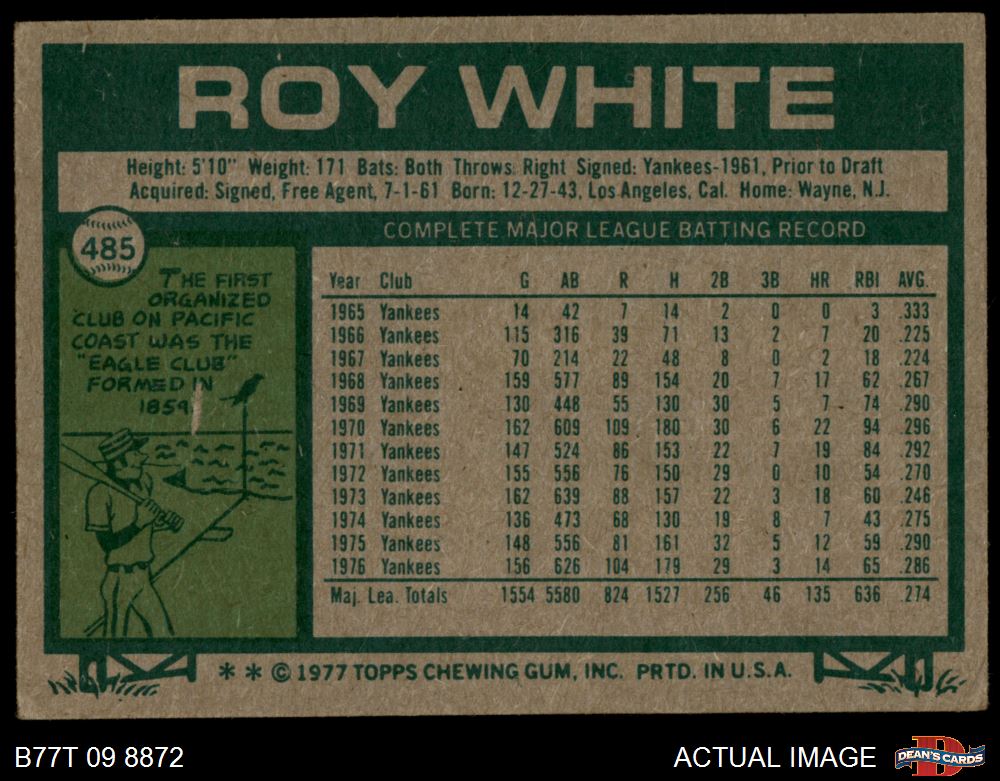 ROY WHITE
Height: 5'10" Weight: 171 Bats: Both Throws: Right Signed: Yankees-1961, Prior to Draft
Acquired: Signed, Free Agent, 7-1-61 Born: 12-27-43, Los Angeles, Cal. Home: Wayne, N.J.
485
THE FIRST
ORGANIZED
CLUB ON PACIFIC
COAST WAS THE
"EAGLE CLUB"
FORMED IN
1859
COMPLETE MAJOR LEAGUE BATTING RECORD
Year Club G AB R H 2B 3B HR RBI AVG.
1965 Yankees 14 42 7 14 2 0 0 3 .333
1966 Yankees 115 316 39 71 13 2 7 20 .225
1967 Yankees 70 214 22 48 8 0 2 18 .224
1968 Yankees 159 577 89 154 20 7 17 62 .267
1969 Yankees 130 448 55 130 30 5 7 74 .290
1970 Yankees 162 609 109 180 30 6 22 94 .296
1971 Yankees 147 524 86 153 22 7 19 84 .292
1972 Yankees 155 556 76 150 29 0 10 54 .270
1973 Yankees 162 639 88 157 22 3 18 60 .246
1974 Yankees 136 473 68 130 19 8 7 43 .275
1975 Yankees 148 556 81 161 32 5 12 59 .290
1976 Yankees 156 626 104 179 29 3 14 65 .286
Maj. Lea. Totals 1554 5580 824 1527 256 46 135 636 .274
* * © 1977 TOPPS CHEWING GUM, INC. PRTD. IN U.S.A.
B77T 09 8872
ACTUAL IMAGE
DEAN'S CARDS